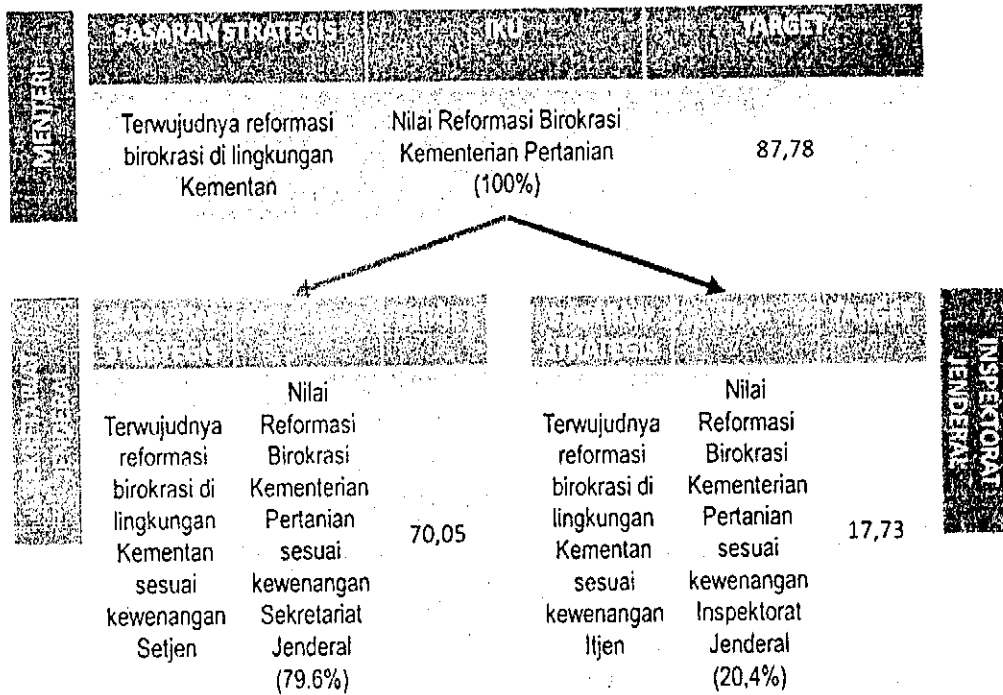 MENTERI
SASARAN STRATEGIS
IKU
TARGET
Terwujudnya reformasi
birokrasi di lingkungan
Kementan
Nilai Reformasi Birokrasi
Kementerian Pertanian
(100%)
87,78
STRATEGIS
Terwujudnya
reformasi
birokrasi di
lingkungan
Kementan
sesuai
kewenangan
Setjen
Nilai
Reformasi
Birokrasi
Kementerian
Pertanian
sesuai
kewenangan
Sekretariat
Jenderal
(79.6%)
70,05
TARGET
STRATEGIS
Terwujudnya
reformasi
birokrasi di
lingkungan
Kementan
sesuai
kewenangan
Itjen
Nilai
Reformasi
Birokrasi
Kementerian
Pertanian
sesuai
kewenangan
Inspektorat
Jenderal
(20,4%)
17,73
INSPEKTORAT
JENDERAL